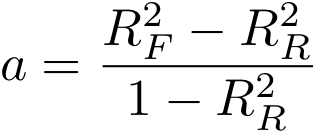 a = \frac{R_F^2 - R_R^2}{1 - R_R^2}